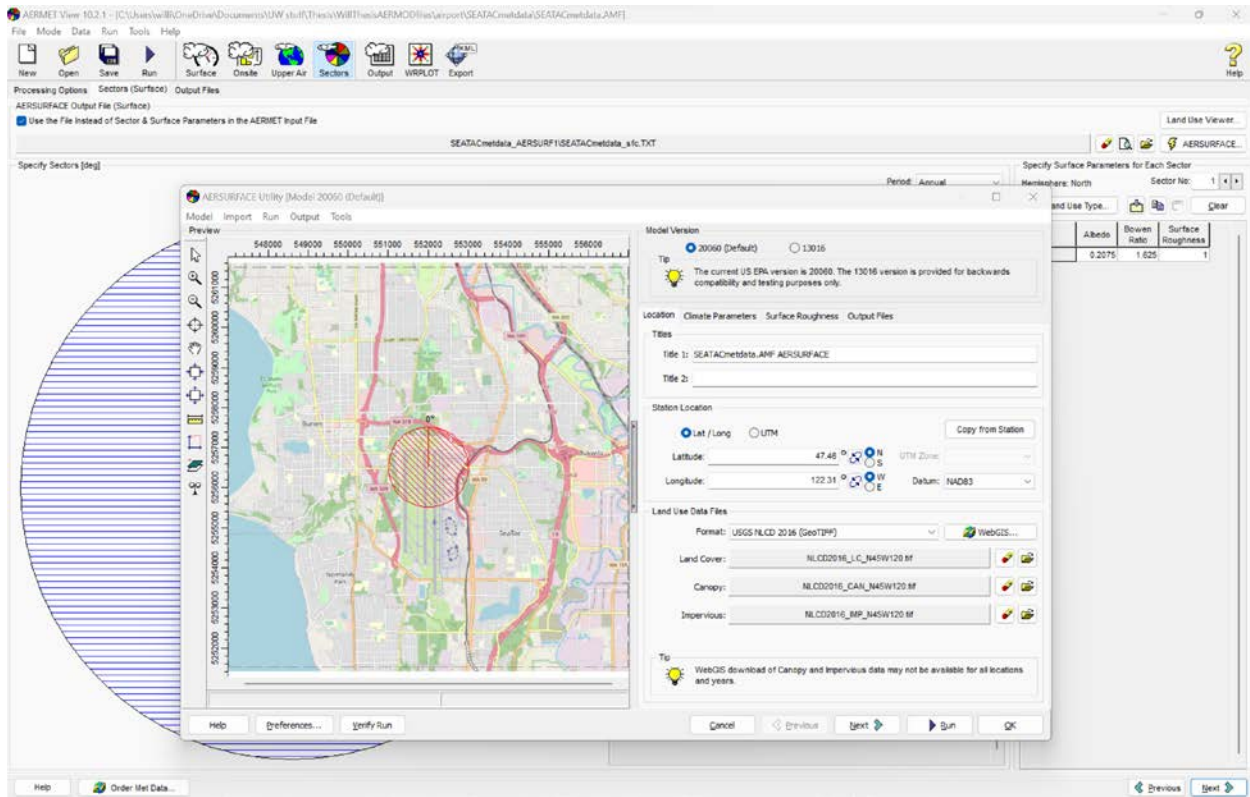 AERMET View 10.2.1 - [C:\Users\willi\OneDrive\Documents\UW stuff\Thesis\WillThesisAERMODfiles\airport\SEATACmetdata\SEATACmetdata.AMF]
File Mode Data Run Tools Help
New Open Save Run Surface Onsite Upper Air Sectors Output WRPLOT Export Help
Processing Options Sectors (Surface) Output Files
AERSURFACE Output File (Surface)
Use the File Instead of Sector & Surface Parameters in the AERMET Input File
Land Use Viewer...
SEATACmetdata_AERSURF1\SEATACmetdata_sfc.TXT
AERSURFACE...
Specify Sectors [deg]
Period: Annual
Specify Surface Parameters for Each Sector
Hemisphere: North Sector No: 1
and Use Type... Clear
Albedo Bowen Ratio Surface Roughness
0.2075 1.625 1
AERSURFACE Utility [Model 20060 (Default)]
Model Import Run Output Tools
Preview
548000 549000 550000 551000 552000 553000 554000 555000 556000
5261000
5260000
5259000
5258000
5257000
5256000
5255000
5254000
5253000
5252000
Burien
0°
SeaTac
Normandy Park
Model Version
20060 (Default) 13016
Tip
The current US EPA version is 20060. The 13016 version is provided for backwards
compatibility and testing purposes only.
Location Climate Parameters Surface Roughness Output Files
Titles
Title 1: SEATACmetdata.AMF AERSURFACE
Title 2:
Station Location
Lat / Long UTM Copy from Station
Latitude: 47.46 ° N S UTM Zone:
Longitude: 122.31 ° W E Datum: NAD83
Land Use Data Files
Format: USGS NLCD 2016 (GeoTIFF) WebGIS...
Land Cover: NLCD2016_LC_N45W120.tif
Canopy: NLCD2016_CAN_N45W120.tif
Impervious: NLCD2016_IMP_N45W120.tif
Tip
WebGIS download of Canopy and Impervious data may not be available for all locations
and years.
Help Preferences... Verify Run Cancel Previous Next Run OK
Help Order Met Data... Previous Next